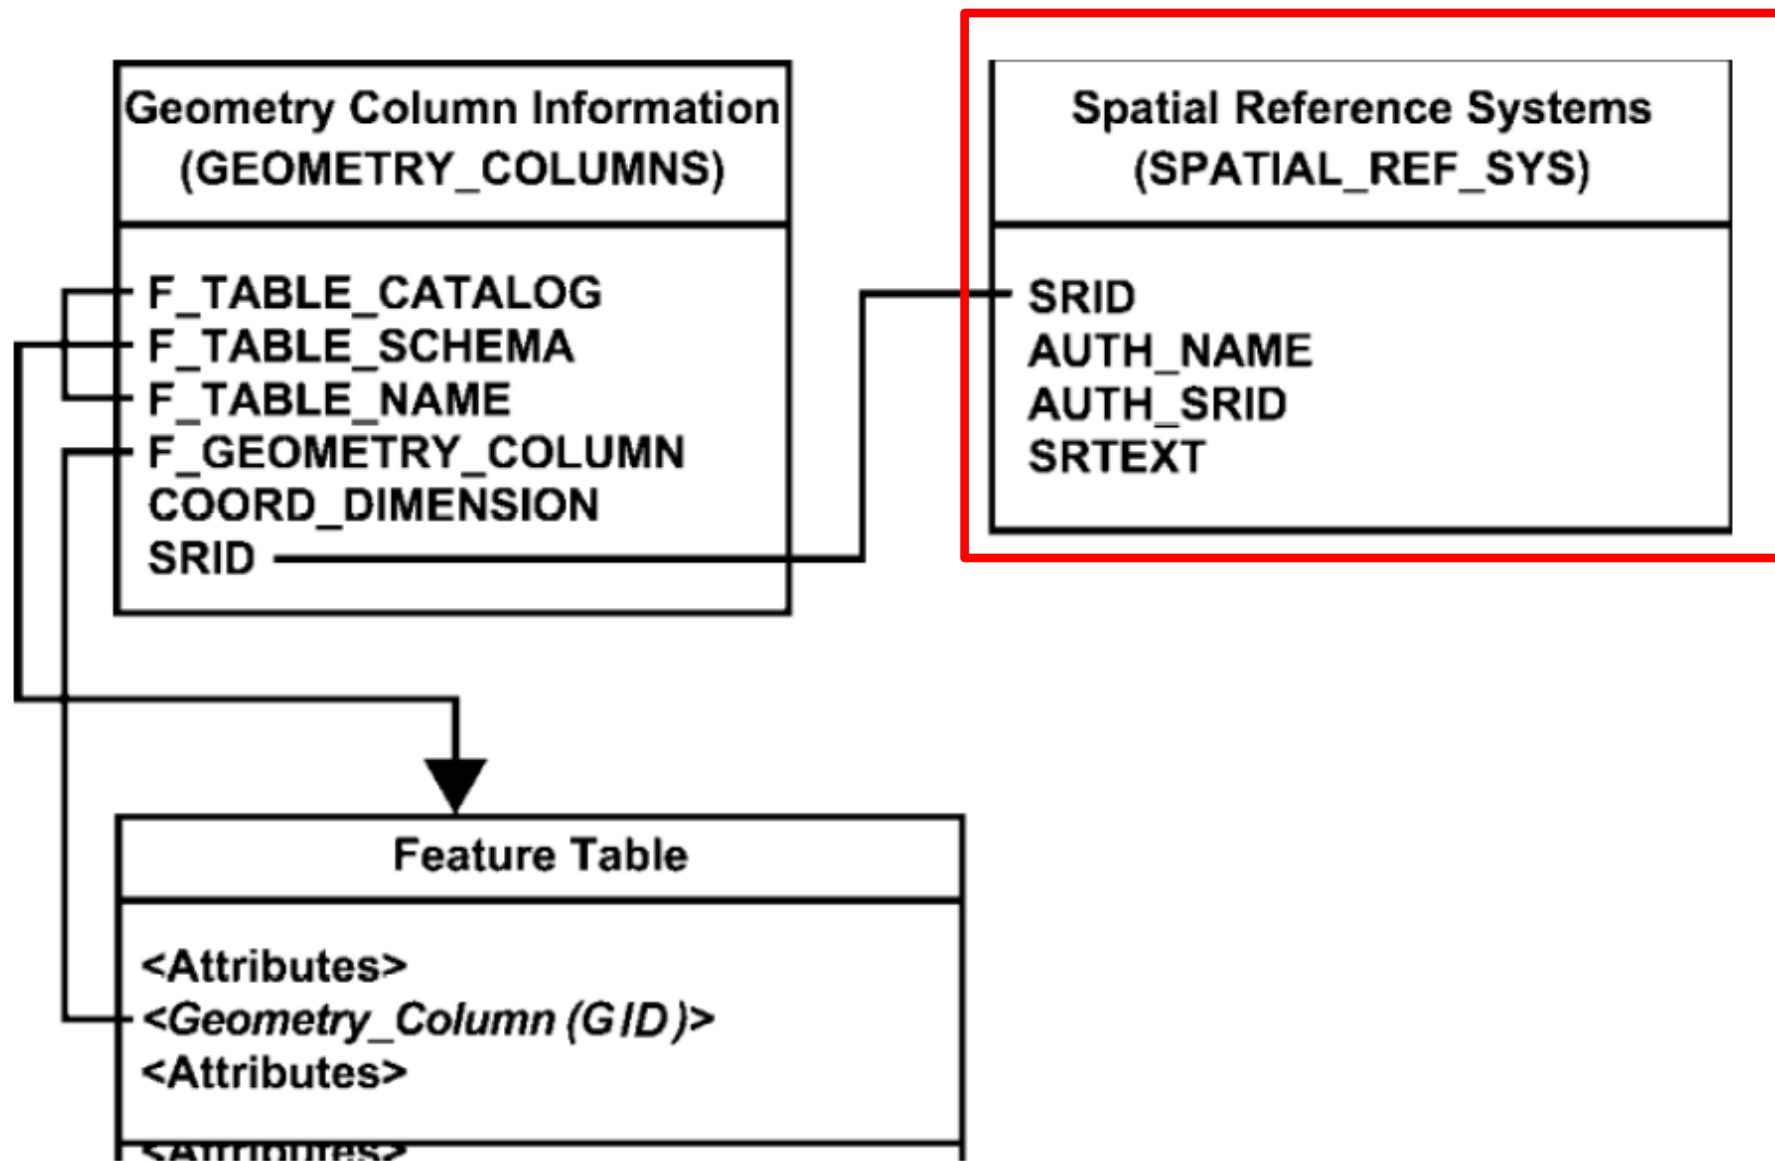 Geometry Column Information
(GEOMETRY_COLUMNS)
F_TABLE_CATALOG
F_TABLE_SCHEMA
F_TABLE_NAME
F_GEOMETRY_COLUMN
COORD_DIMENSION
SRID
Spatial Reference Systems
(SPATIAL_REF_SYS)
SRID
AUTH_NAME
AUTH_SRID
SRTEXT
Feature Table
<Attributes>
<Geometry_Column (GID)>
<Attributes>
<Attributes>